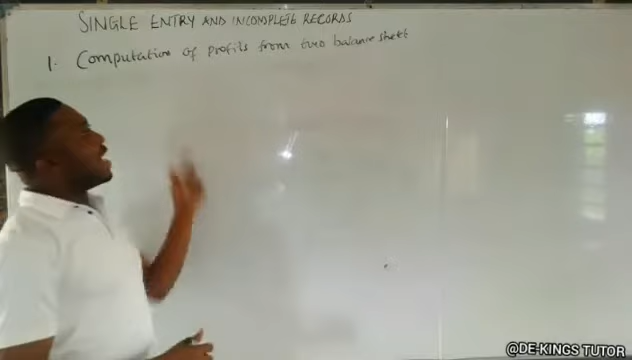 SINGLE ENTRY AND INCOMPLETE RECORDS
1. Computation of profits from two balance sheet
@DE-KINGS TUTOR